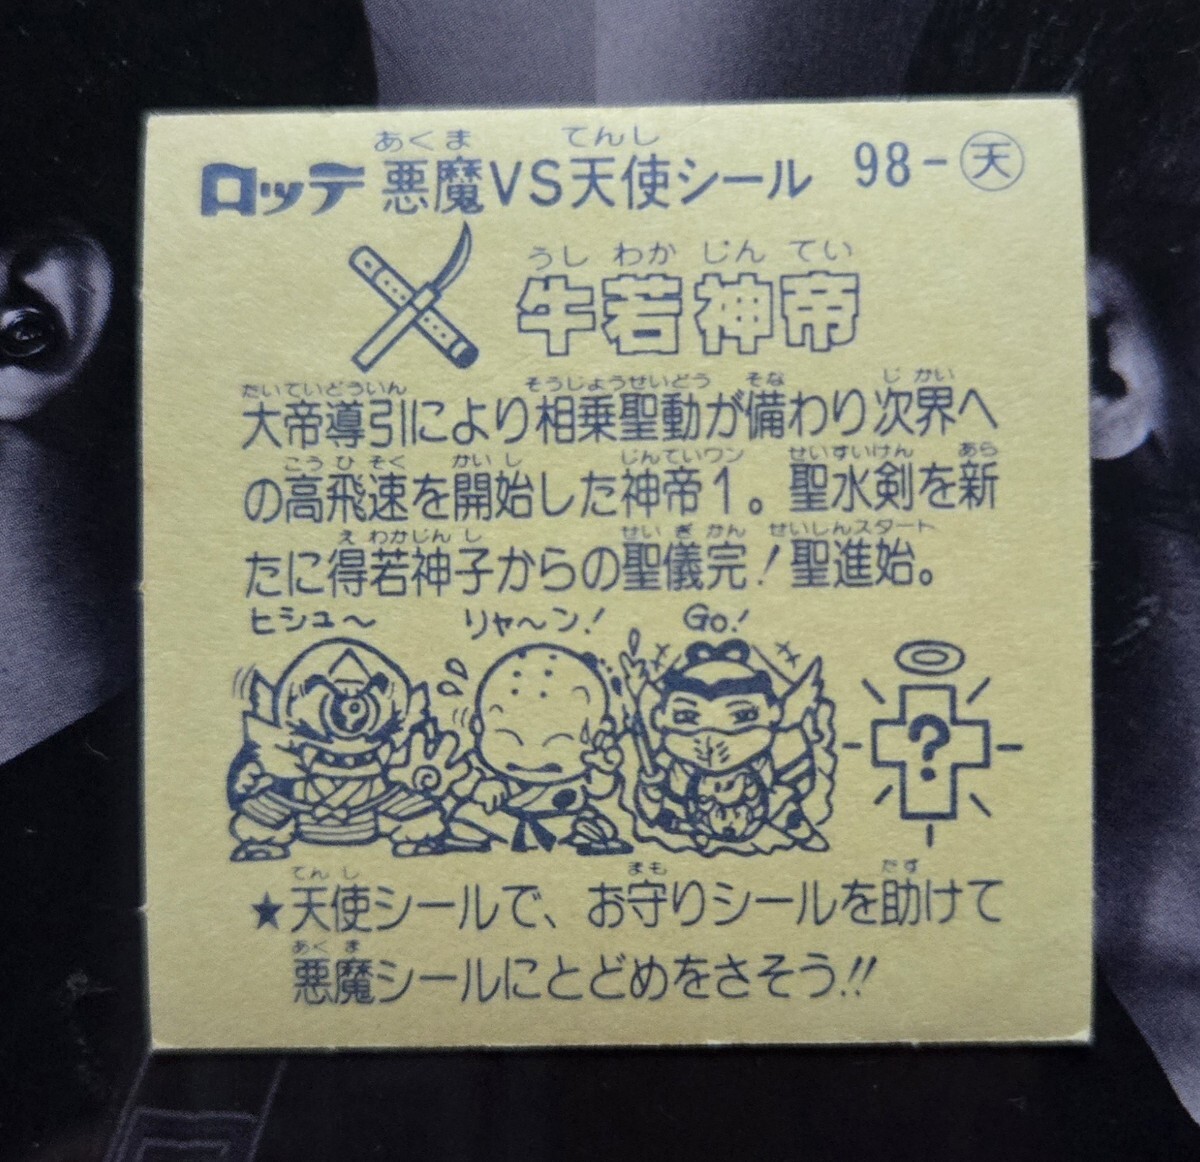 あくま てんし
ロッテ 悪魔VS天使シール 98-天
うし わか じん てい
牛若神帝
たいていどういん そうじょうせいどう そな じ かい
大帝導引により相乗聖動が備わり次界へ
こう ひ そく かい し じんていワン せいすいけん あら
の高飛速を開始した神帝1。聖水剣を新
え わかじん し せい ぎ かん せいしんスタート
たに得若神子からの聖儀完!聖進始。
ヒシュ〜 リャ〜ン! Go!
?
てん し まも たす
★天使シールで、お守りシールを助けて
あく ま
悪魔シールにとどめをさそう!!